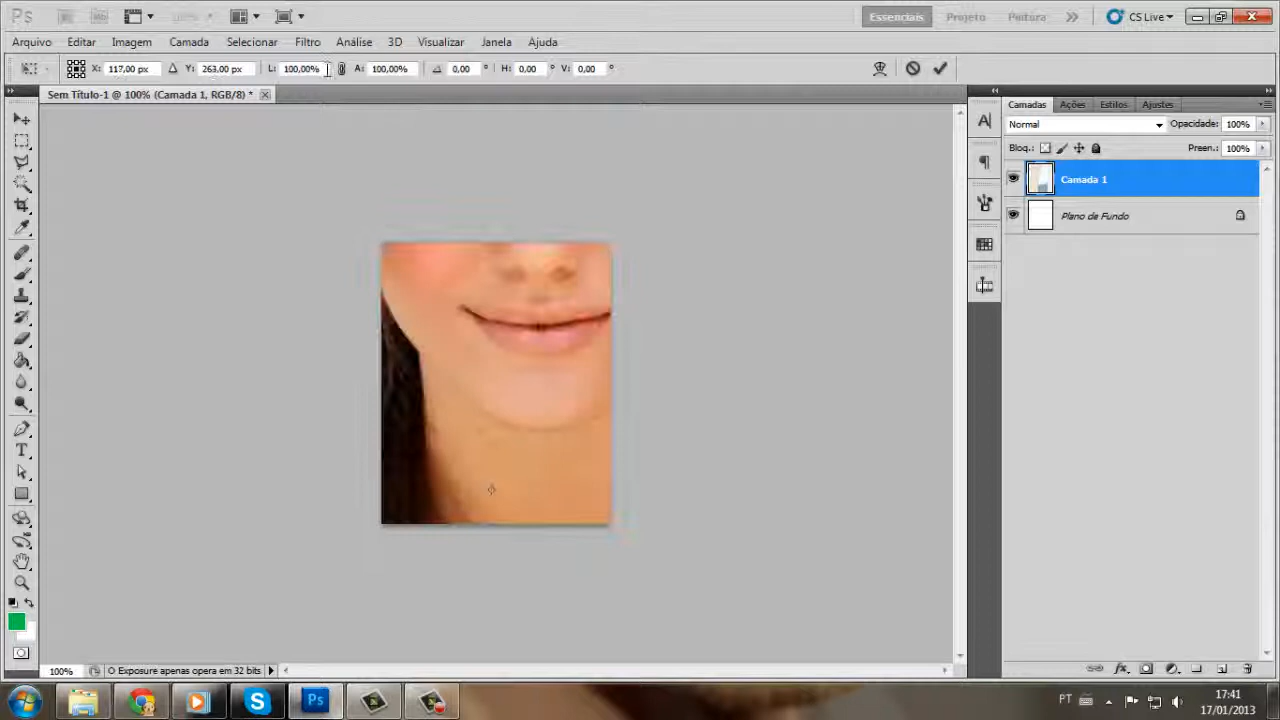 Ps Essenciais Projeto Pintura CS Live
Arquivo Editar Imagem Camada Selecionar Filtro Análise 3D Visualizar Janela Ajuda
X: 117,00 px Y: 263,00 px L: 100,00% A: 100,00% 0,00 ° H: 0,00 ° V: 0,00 °
Sem Título-1 @ 100% (Camada 1, RGB/8) *
Camadas Ações Estilos Ajustes
Normal Opacidade: 100%
Bloq.: Preen.: 100%
Camada 1
Plano de Fundo
100% Exposure apenas opera em 32 bits
PT 17:41
17/01/2013